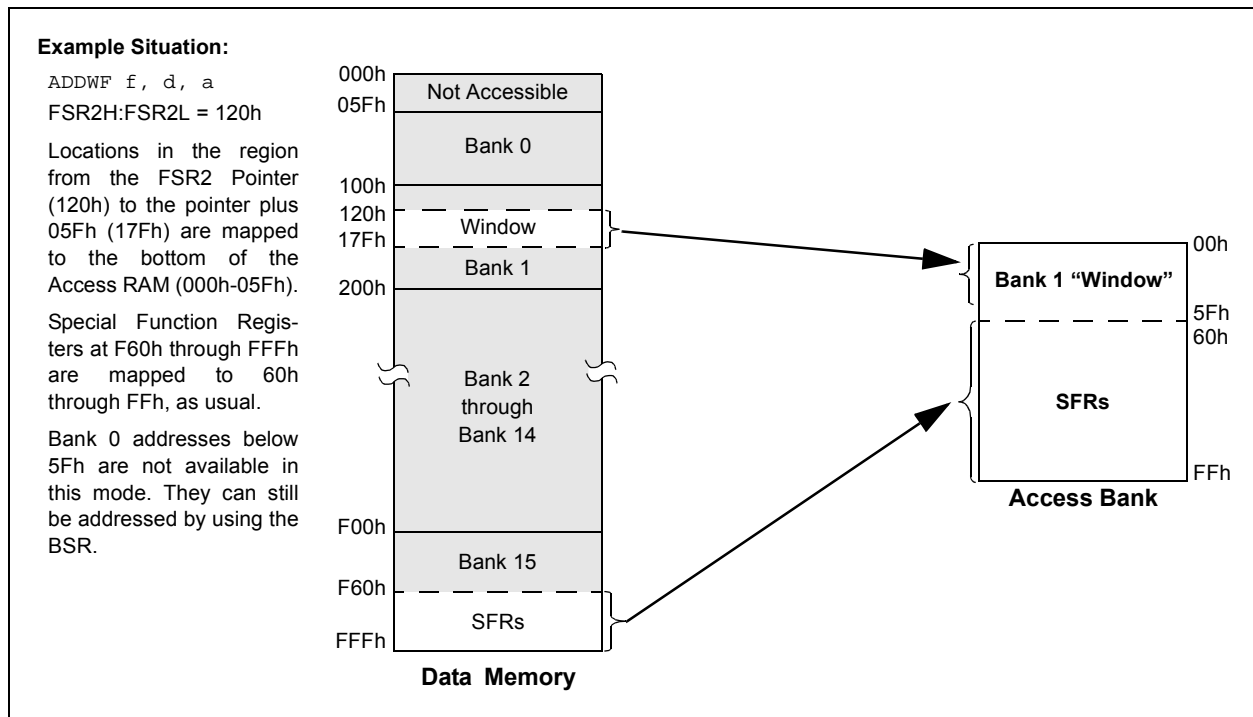 Example Situation:
ADDWF f, d, a
FSR2H:FSR2L = 120h
Locations in the region
from the FSR2 Pointer
(120h) to the pointer plus
05Fh (17Fh) are mapped
to the bottom of the
Access RAM (000h-05Fh).
Special Function Regis-
ters at F60h through FFFh
are mapped to 60h
through FFh, as usual.
Bank 0 addresses below
5Fh are not available in
this mode. They can still
be addressed by using the
BSR.
000h
Not Accessible
05Fh
Bank 0
100h
120h
Window
17Fh
Bank 1
200h
Bank 2
through
Bank 14
F00h
Bank 15
F60h
SFRs
FFFh
Data Memory
00h
Bank 1 “Window”
5Fh
60h
SFRs
FFh
Access Bank